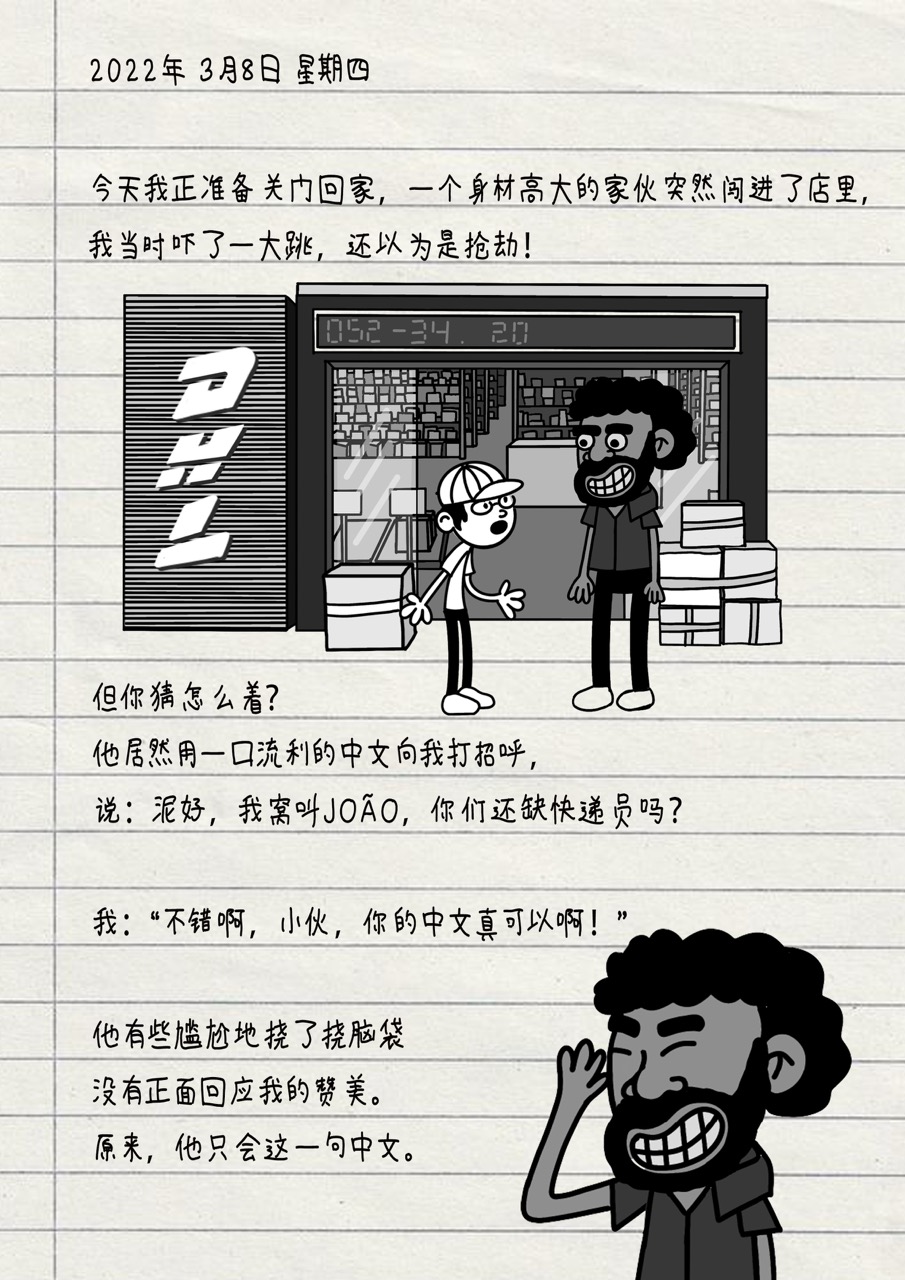 2022年 3月8日 星期四
今天我正准备关门回家，一个身材高大的家伙突然闯进了店里，
我当时吓了一大跳，还以为是抢劫！
052-34. 20
DHL
但你猜怎么着？
他居然用一口流利的中文向我打招呼，
说：泥好，我窝叫JOÃO，你们还缺快递员吗？
我：“不错啊，小伙，你的中文真可以啊！”
他有些尴尬地挠了挠脑袋
没有正面回应我的赞美。
原来，他只会这一句中文。